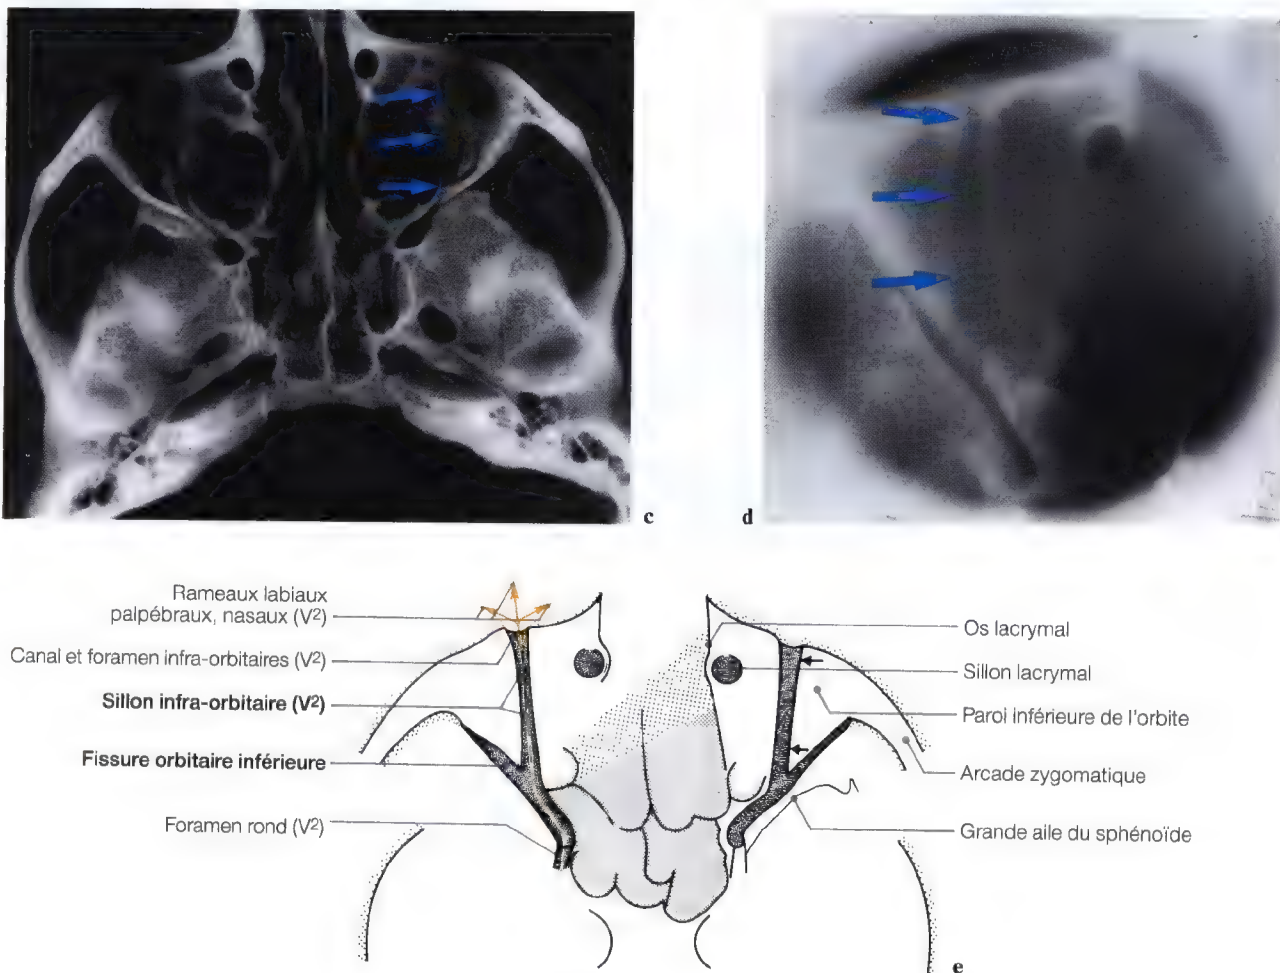 c
d
Rameaux labiaux
palpébraux, nasaux (V2)
Canal et foramen infra-orbitaires (V2)
Sillon infra-orbitaire (V2)
Fissure orbitaire inférieure
Foramen rond (V2)
Os lacrymal
Sillon lacrymal
Paroi inférieure de l'orbite
Arcade zygomatique
Grande aile du sphénoïde
e